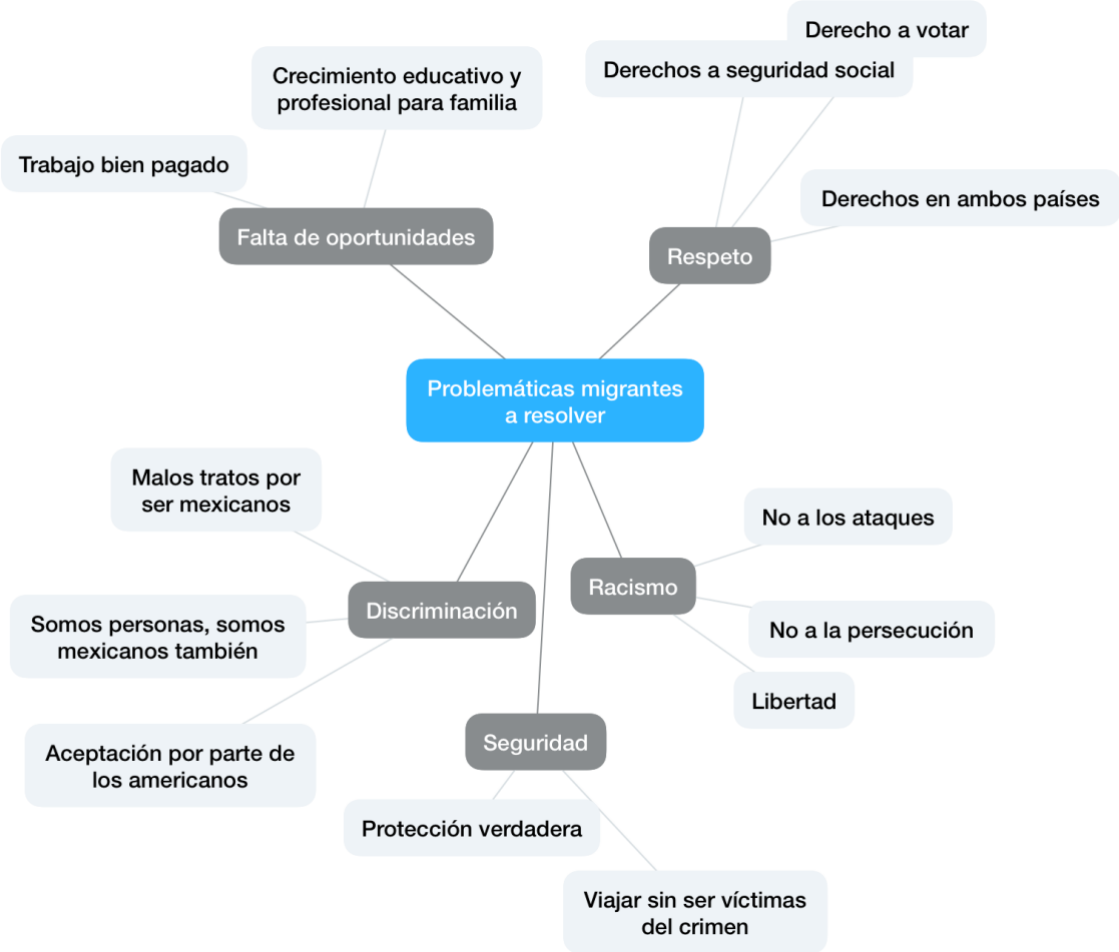 Derecho a votar
Derechos a seguridad social
Crecimiento educativo y
profesional para familia
Trabajo bien pagado
Derechos en ambos países
Falta de oportunidades
Respeto
Problemáticas migrantes
a resolver
Malos tratos por
ser mexicanos
No a los ataques
Racismo
Discriminación
Somos personas, somos
mexicanos también
No a la persecución
Libertad
Seguridad
Aceptación por parte de
los americanos
Protección verdadera
Viajar sin ser víctimas
del crimen